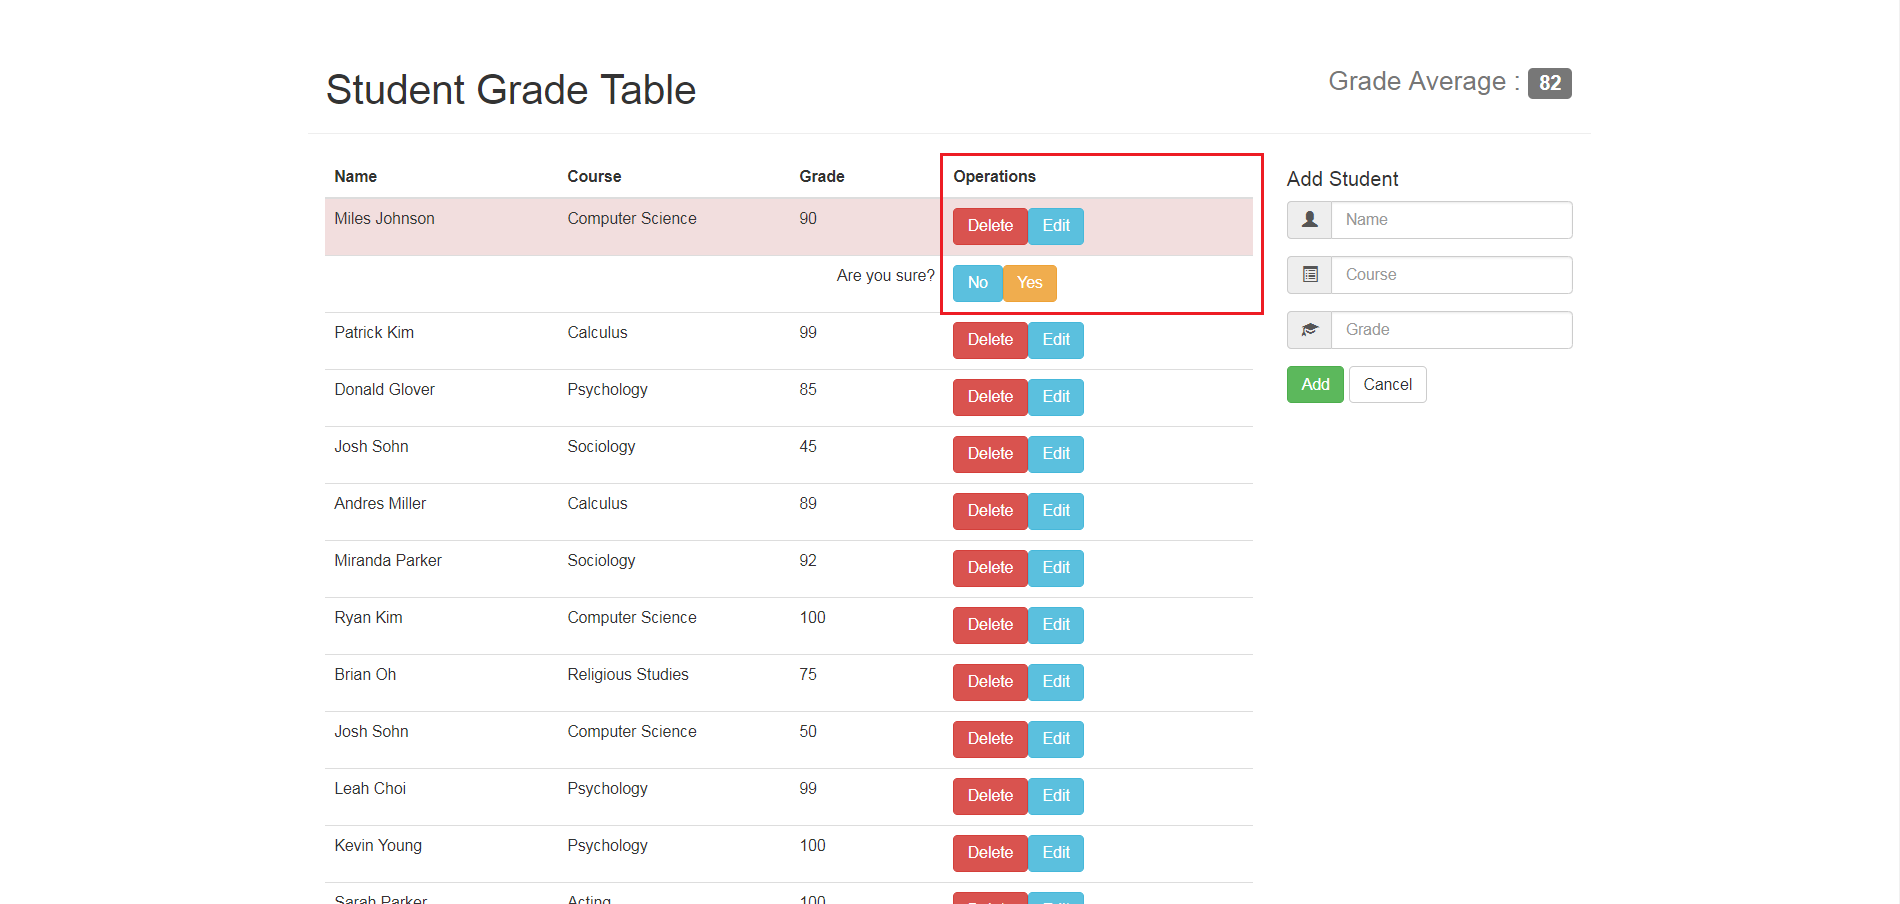 Student Grade Table
Grade Average : 82
Name Course Grade Operations
Miles Johnson Computer Science 90 Delete Edit
Are you sure? No Yes
Patrick Kim Calculus 99 Delete Edit
Donald Glover Psychology 85 Delete Edit
Josh Sohn Sociology 45 Delete Edit
Andres Miller Calculus 89 Delete Edit
Miranda Parker Sociology 92 Delete Edit
Ryan Kim Computer Science 100 Delete Edit
Brian Oh Religious Studies 75 Delete Edit
Josh Sohn Computer Science 50 Delete Edit
Leah Choi Psychology 99 Delete Edit
Kevin Young Psychology 100 Delete Edit
Sarah Parker Acting 100
Add Student
Name
Course
Grade
Add Cancel